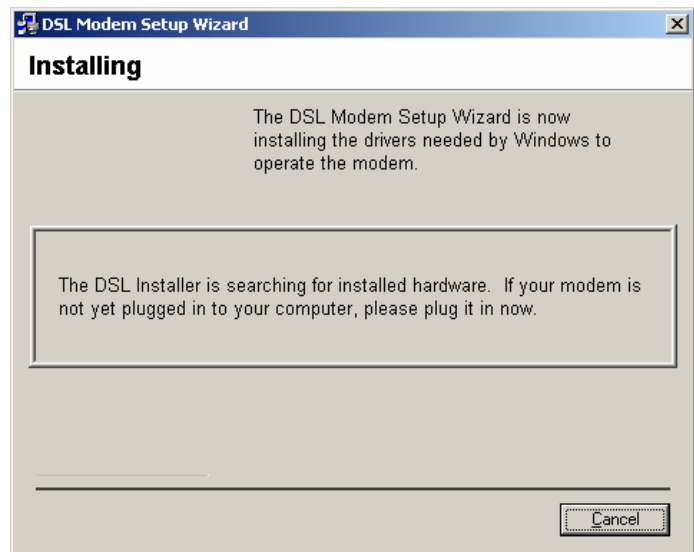 DSL Modem Setup Wizard
Installing
The DSL Modem Setup Wizard is now
installing the drivers needed by Windows to
operate the modem.
The DSL Installer is searching for installed hardware.  If your modem is
not yet plugged in to your computer, please plug it in now.
Cancel